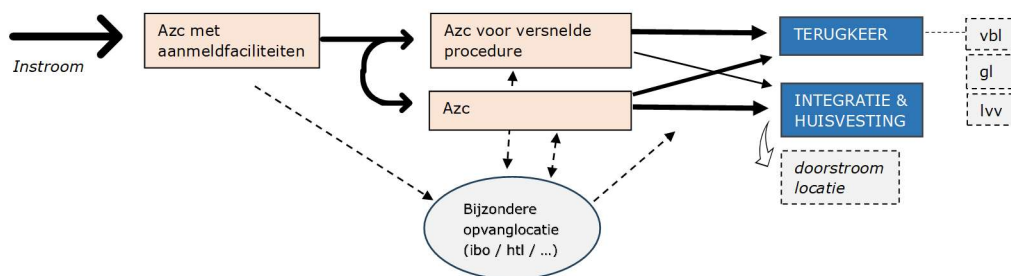 Instroom
Azc met
aanmeldfaciliteiten
Azc voor versnelde
procedure
Azc
TERUGKEER
INTEGRATIE &
HUISVESTING
vbl
gl
lvv
doorstroom
locatie
Bijzondere
opvanglocatie
(ibo / htl / ...)